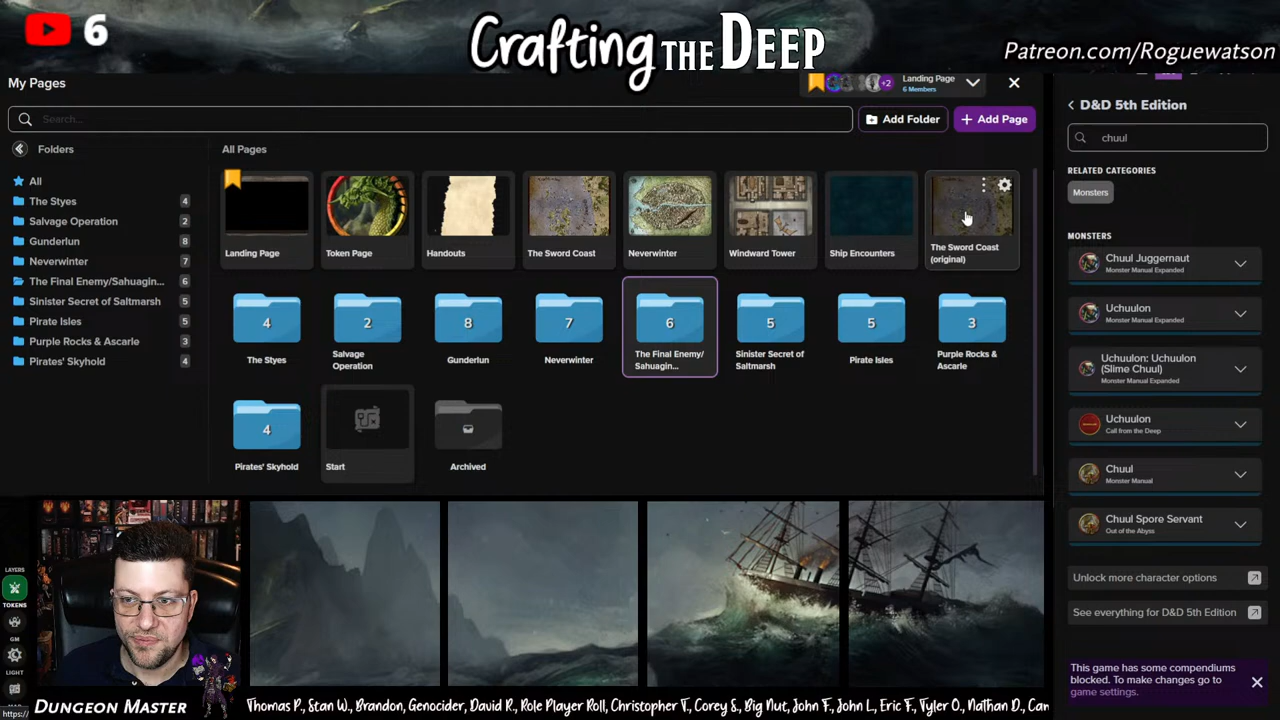 6
Crafting THE DEEP
Patreon.com/Roguewatson
My Pages
+2
Landing Page
6 Members
Search...
Add Folder
Add Page
Folders
All Pages
All
The Styes 4
Salvage Operation 2
Gunderlun 8
Neverwinter 7
The Final Enemy/Sahuagin... 6
Sinister Secret of Saltmarsh 5
Pirate Isles 5
Purple Rocks & Ascarle 3
Pirates' Skyhold 4
Landing Page
Token Page
Handouts
The Sword Coast
Neverwinter
Windward Tower
Ship Encounters
The Sword Coast
(original)
4
The Styes
2
Salvage
Operation
8
Gunderlun
7
Neverwinter
6
The Final Enemy/
Sahuagin...
5
Sinister Secret of
Saltmarsh
5
Pirate Isles
3
Purple Rocks &
Ascarle
4
Pirates' Skyhold
Start
Archived
D&D 5th Edition
chuul
RELATED CATEGORIES
Monsters
MONSTERS
Chuul Juggernaut
Monster Manual Expanded
Uchuulon
Monster Manual Expanded
Uchuulon: Uchuulon
(Slime Chuul)
Monster Manual Expanded
Uchuulon
Call from the Deep
Chuul
Monster Manual
Chuul Spore Servant
Out of the Abyss
Unlock more character options
See everything for D&D 5th Edition
This game has some compendiums
blocked. To make changes go to
game settings.
LAYERS
TOKENS
GM
LIGHT
https://
DUNGEON MASTER
Thomas P., Stan W., Brandon, Genocider, David R., Role Player Roll, Christopher T., Corey S., Big Nut, John F., John L., Eric F., Tyler O., Nathan D., Can